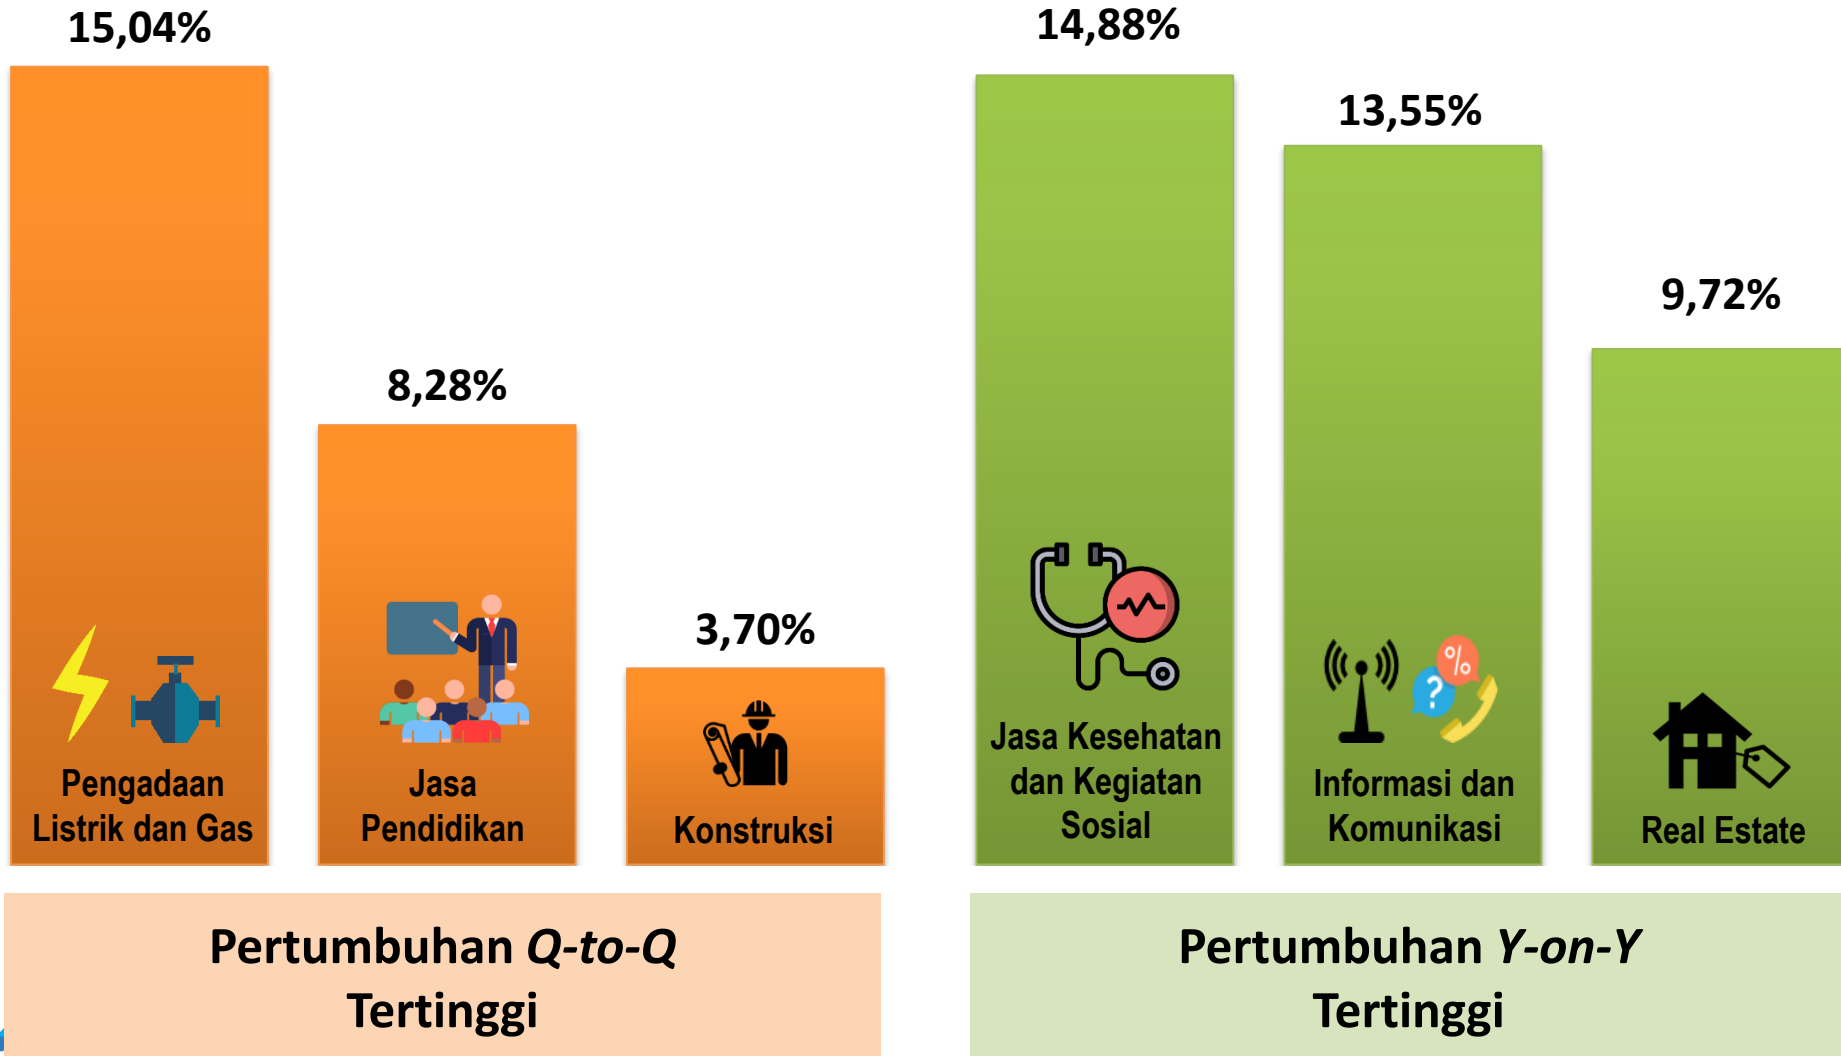 15,04%
Pengadaan
Listrik dan Gas
8,28%
Jasa
Pendidikan
3,70%
Konstruksi
Pertumbuhan Q-to-Q
Tertinggi
14,88%
Jasa Kesehatan
dan Kegiatan
Sosial
13,55%
%
?
Informasi dan
Komunikasi
9,72%
Real Estate
Pertumbuhan Y-on-Y
Tertinggi